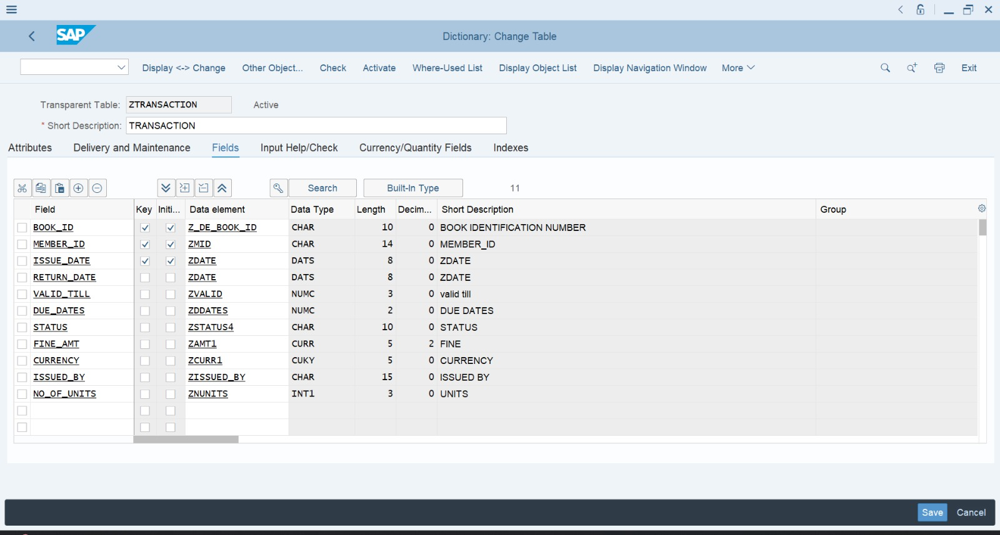 SAP
Dictionary: Change Table
Display <-> Change Other Object... Check Activate Where-Used List Display Object List Display Navigation Window More Exit
Transparent Table: ZTRANSACTION Active
* Short Description: TRANSACTION
Attributes Delivery and Maintenance Fields Input Help/Check Currency/Quantity Fields Indexes
Search Built-In Type 11
Field Key Initi... Data element Data Type Length Decim... Short Description Group
BOOK_ID Z_DE_BOOK_ID CHAR 10 0 BOOK IDENTIFICATION NUMBER
MEMBER_ID ZMID CHAR 14 0 MEMBER_ID
ISSUE_DATE ZDATE DATS 8 0 ZDATE
RETURN_DATE ZDATE DATS 8 0 ZDATE
VALID_TILL ZVALID NUMC 3 0 valid till
DUE_DATES ZDDATES NUMC 2 0 DUE DATES
STATUS ZSTATUS4 CHAR 10 0 STATUS
FINE_AMT ZAMT1 CURR 5 2 FINE
CURRENCY ZCURR1 CUKY 5 0 CURRENCY
ISSUED_BY ZISSUED_BY CHAR 15 0 ISSUED BY
NO_OF_UNITS ZNUNITS INT1 3 0 UNITS
Save Cancel